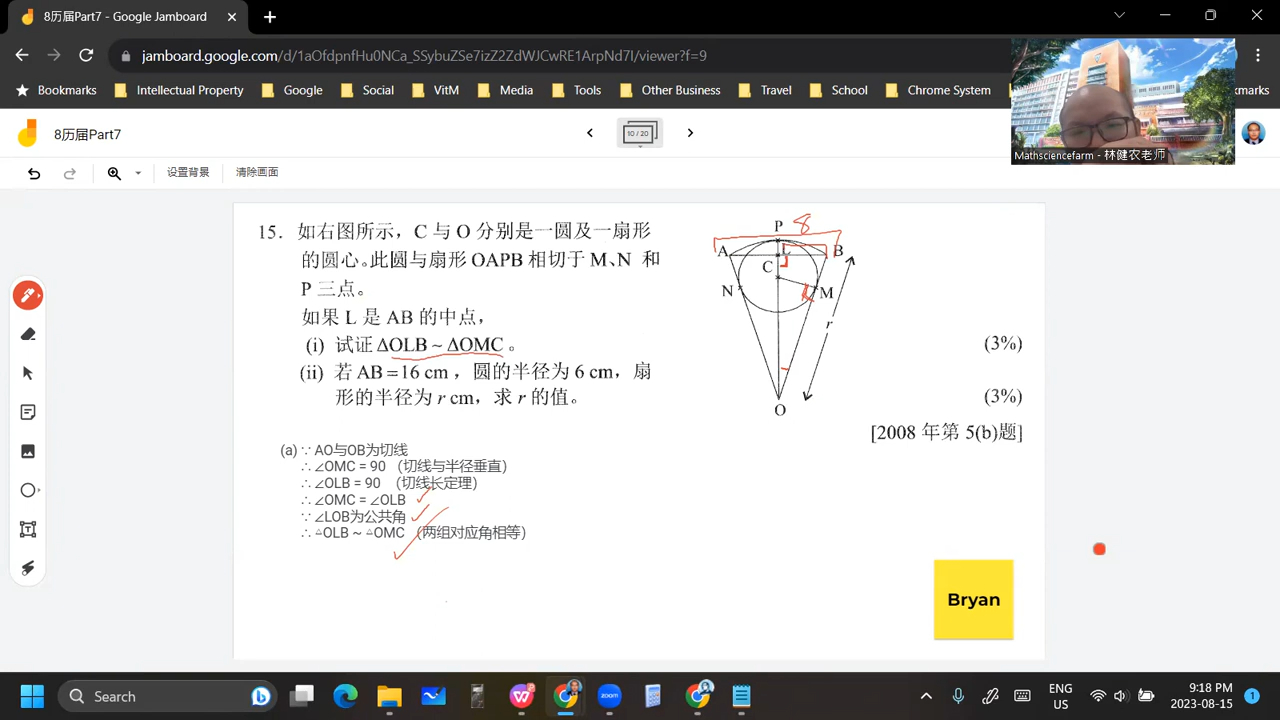 8历届Part7 - Google Jamboard
jamboard.google.com/d/
/viewer?f=9
Bookmarks
Intellectual Property
Google
Social
VitM
Media
Tools
Other Business
Travel
School
Chrome System
kmarks
Mathsciencefarm - 林健农老师
8历届Part7
10 / 20
设置背景
清除画面
15. 如右图所示，C 与 O 分别是一圆及一扇形
的圆心。此圆与扇形 OAPB 相切于 M、N 和
P 三点。
如果 L 是 AB 的中点，
(i) 试证 ΔOLB ~ ΔOMC 。 (3%)
(ii) 若 AB = 16 cm ，圆的半径为 6 cm，扇
形的半径为 r cm，求 r 的值。 (3%)
[2008 年第 5(b)题]
P
8
A
L
B
C
N
M
r
O
(a) ∵ AO与OB为切线
∴ ∠OMC = 90 （切线与半径垂直）
∴ ∠OLB = 90 （切线长定理）
∴ ∠OMC = ∠OLB
∵ ∠LOB为公共角
∴ △OLB ~ △OMC （两组对应角相等）
Bryan
Search
zoom
ENG
US
9:18 PM
2023-08-15
1